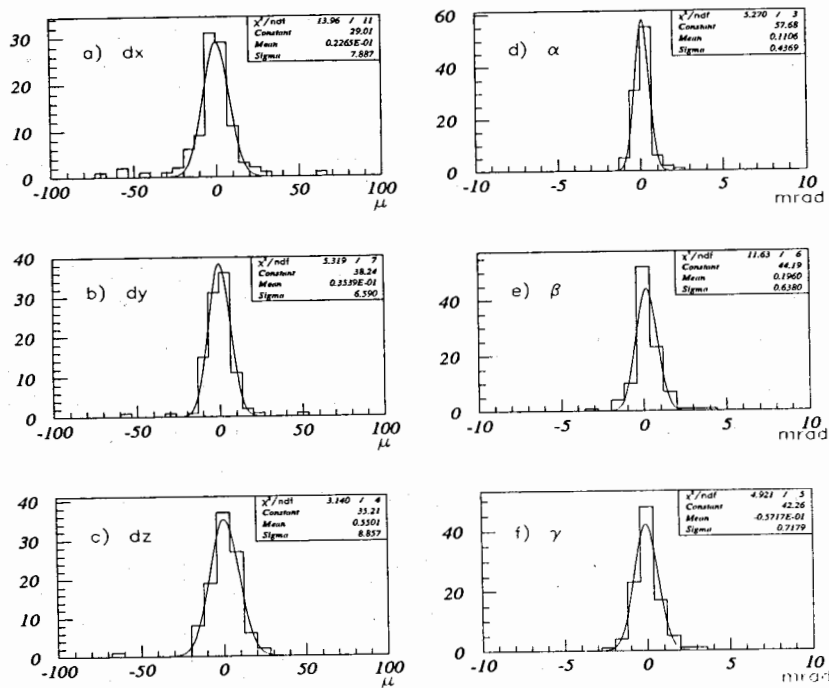 χ²/ndf 13.96 / 11
Constant 29.01
Mean 0.2265E-01
Sigma 7.887
a) dx
30
20
10
0
-100 -50 0 50 100
μ
χ²/ndf 5.270 / 3
Constant 57.68
Mean 0.1106
Sigma 0.4369
d) α
60
40
20
0
-10 -5 0 5 10
mrad
χ²/ndf 5.319 / 7
Constant 38.24
Mean 0.3539E-01
Sigma 6.590
b) dy
40
30
20
10
0
-100 -50 0 50 100
μ
χ²/ndf 11.63 / 6
Constant 44.19
Mean 0.1960
Sigma 0.6380
e) β
40
20
0
-10 -5 0 5 10
mrad
χ²/ndf 3.140 / 4
Constant 35.21
Mean 0.5501
Sigma 8.857
c) dz
40
30
20
10
0
-100 -50 0 50 100
μ
χ²/ndf 4.921 / 5
Constant 42.26
Mean -0.5717E-01
Sigma 0.7179
f) γ
40
20
0
-10 -5 0 5 10
mrad